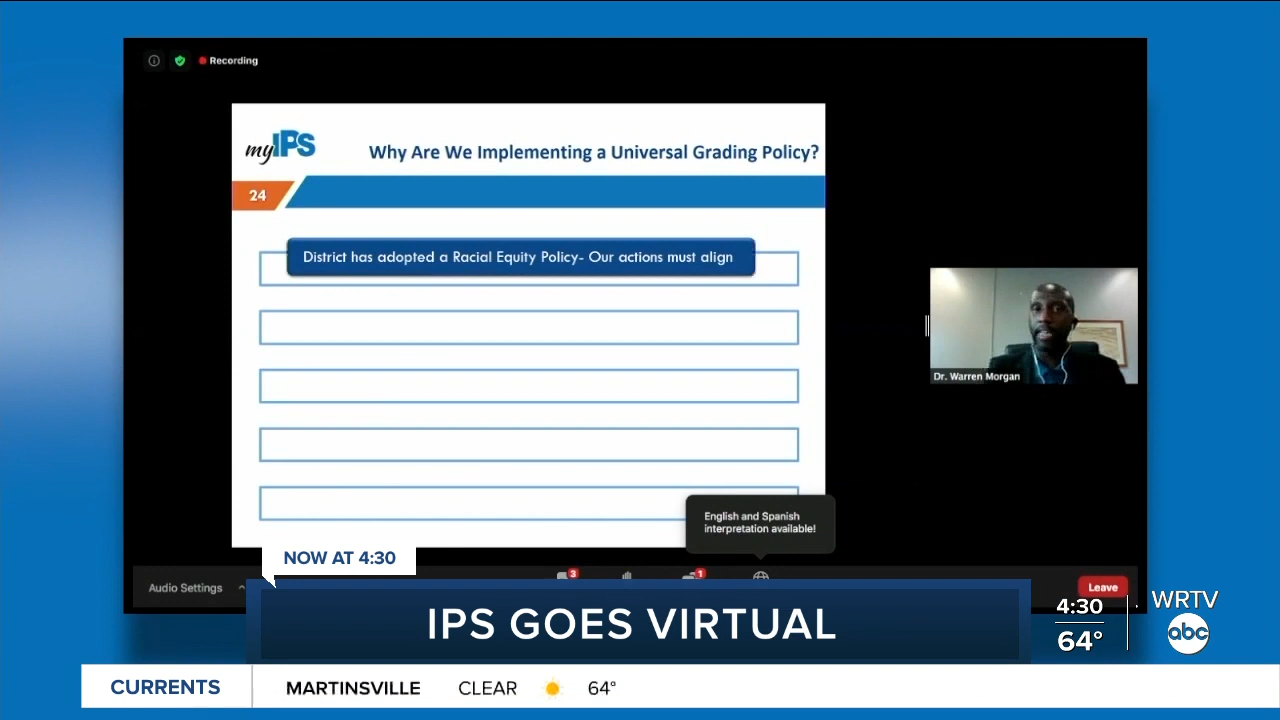 Recording
myIPS
Why Are We Implementing a Universal Grading Policy?
24
District has adopted a Racial Equity Policy- Our actions must align
Dr. Warren Morgan
English and Spanish
interpretation available!
NOW AT 4:30
Audio Settings
3
1
Leave
IPS GOES VIRTUAL
4:30
64°
WRTV
abc
CURRENTS
MARTINSVILLE CLEAR 64°